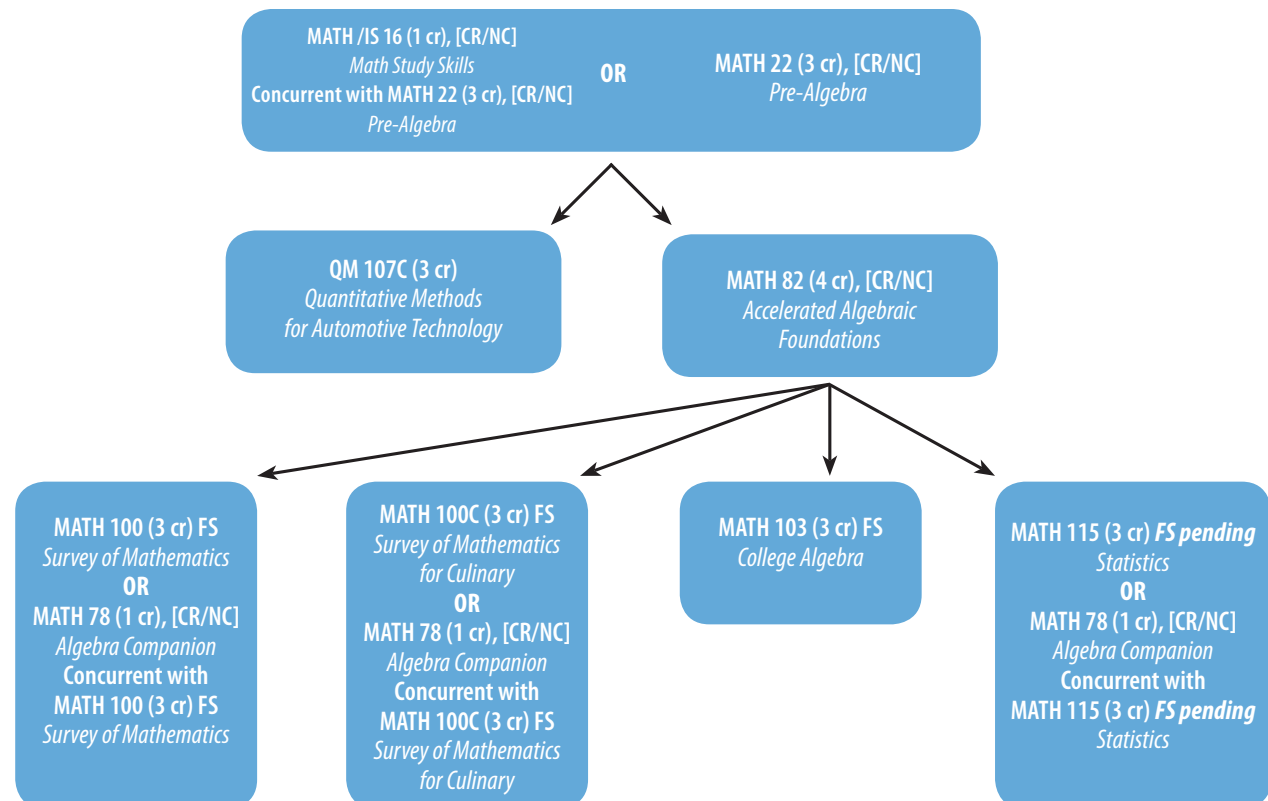 MATH /IS 16 (1 cr), [CR/NC]
Math Study Skills
Concurrent with MATH 22 (3 cr), [CR/NC]
Pre-Algebra
OR
MATH 22 (3 cr), [CR/NC]
Pre-Algebra
QM 107C (3 cr)
Quantitative Methods
for Automotive Technology
MATH 82 (4 cr), [CR/NC]
Accelerated Algebraic
Foundations
MATH 100 (3 cr) FS
Survey of Mathematics
OR
MATH 78 (1 cr), [CR/NC]
Algebra Companion
Concurrent with
MATH 100 (3 cr) FS
Survey of Mathematics
MATH 100C (3 cr) FS
Survey of Mathematics
for Culinary
OR
MATH 78 (1 cr), [CR/NC]
Algebra Companion
Concurrent with
MATH 100C (3 cr) FS
Survey of Mathematics
for Culinary
MATH 103 (3 cr) FS
College Algebra
MATH 115 (3 cr) FS pending
Statistics
OR
MATH 78 (1 cr), [CR/NC]
Algebra Companion
Concurrent with
MATH 115 (3 cr) FS pending
Statistics